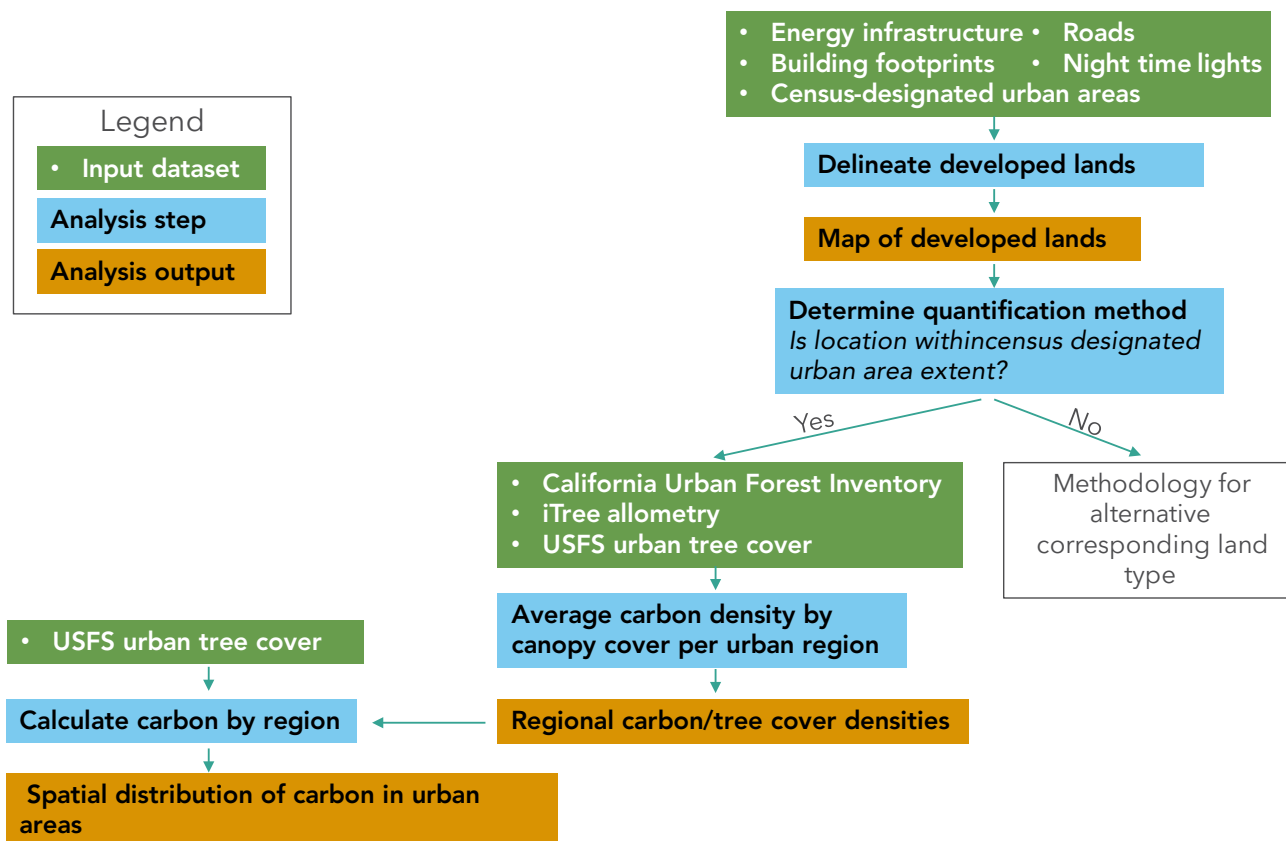 • Energy infrastructure • Roads
• Building footprints • Night time lights
• Census-designated urban areas
Legend
• Input dataset
Analysis step
Analysis output
Delineate developed lands
Map of developed lands
Determine quantification method
Is location withincensus designated
urban area extent?
Yes
No
• California Urban Forest Inventory
• iTree allometry
• USFS urban tree cover
Methodology for
alternative
corresponding land
type
Average carbon density by
canopy cover per urban region
• USFS urban tree cover
Calculate carbon by region
Regional carbon/tree cover densities
Spatial distribution of carbon in urban
areas